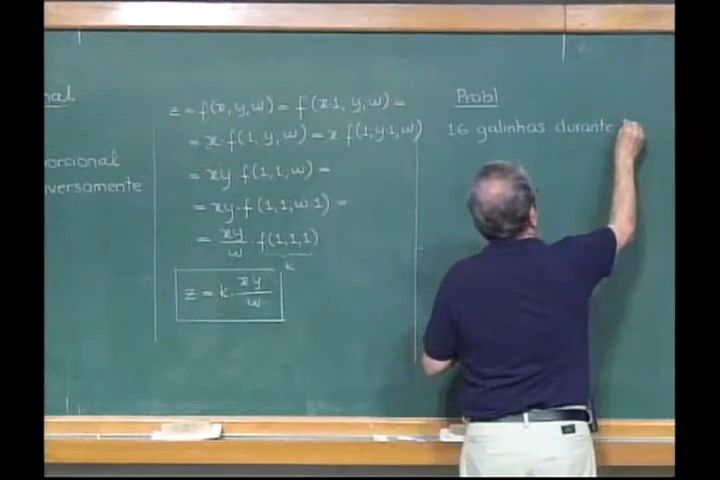 nal
porcional
versamente
z = f(x, y, w) = f(x·1, y, w) =
= x·f(1, y, w) = x·f(1, y·1, w)
= xy·f(1, 1, w) =
= xy·f(1, 1, w·1) =
= xy/w · f(1, 1, 1)
k
z = k·xy/w
Probl
16 galinhas durante